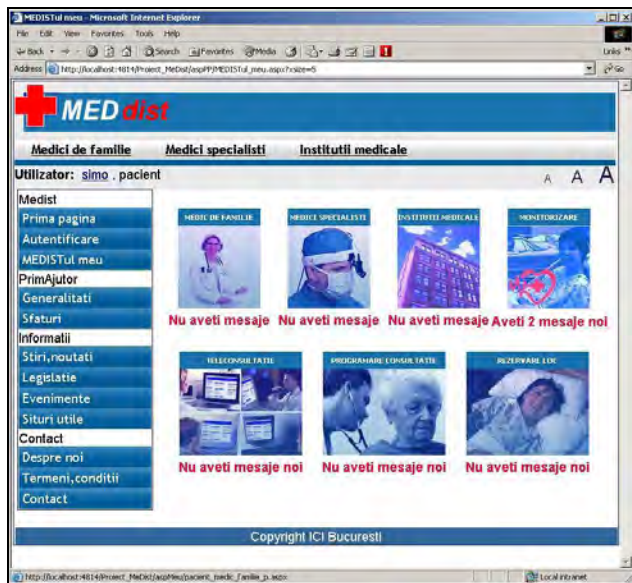 MEDISTul meu - Microsoft Internet Explorer
File Edit View Favorites Tools Help
Back Search Favorites Media Links
Address http://localhost:4814/Proiect_MeDist/aspPP/MEDISTul_meu.aspx?xsize=5 Go
MED dist
Medici de familie Medici specialisti Institutii medicale
Utilizator: simo , pacient A A A
Medist
Prima pagina
Autentificare
MEDISTul meu
PrimAjutor
Generalitati
Sfaturi
Informatii
Stiri,noutati
Legislatie
Evenimente
Situri utile
Contact
Despre noi
Termeni,conditii
Contact
MEDIC DE FAMILIE MEDICI SPECIALISTI INSTITUTII MEDICALE MONITORIZARE
Nu aveti mesaje Nu aveti mesaje Nu aveti mesaje Aveti 2 mesaje noi
TELECONSULTATIE PROGRAMARE CONSULTATIE REZERVARE LOC
Nu aveti mesaje noi Nu aveti mesaje noi Nu aveti mesaje noi
Copyright ICI Bucuresti
http://localhost:4814/Proiect_MeDist/aspMeu/pacient_medic_familie_p.aspx Local intranet